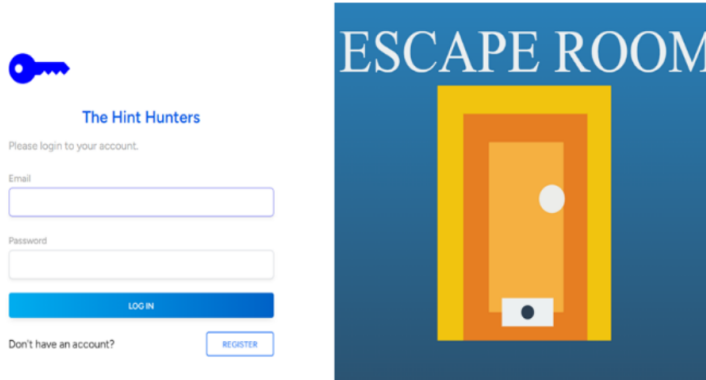 The Hint Hunters
Please login to your account.
Email
Password
LOG IN
Don't have an account?
REGISTER
ESCAPE ROOM